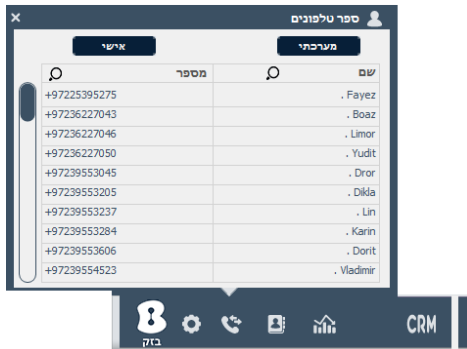 ספר טלפונים
מערכתי אישי
שם מספר
Fayez . +97225395275
Boaz . +97236227043
Limor . +97236227046
Yudit . +97236227050
Dror . +97239553045
Dikla . +97239553205
Lin . +97239553237
Karin . +97239553284
Dorit . +97239553606
Vladimir . +97239554523
בזק CRM